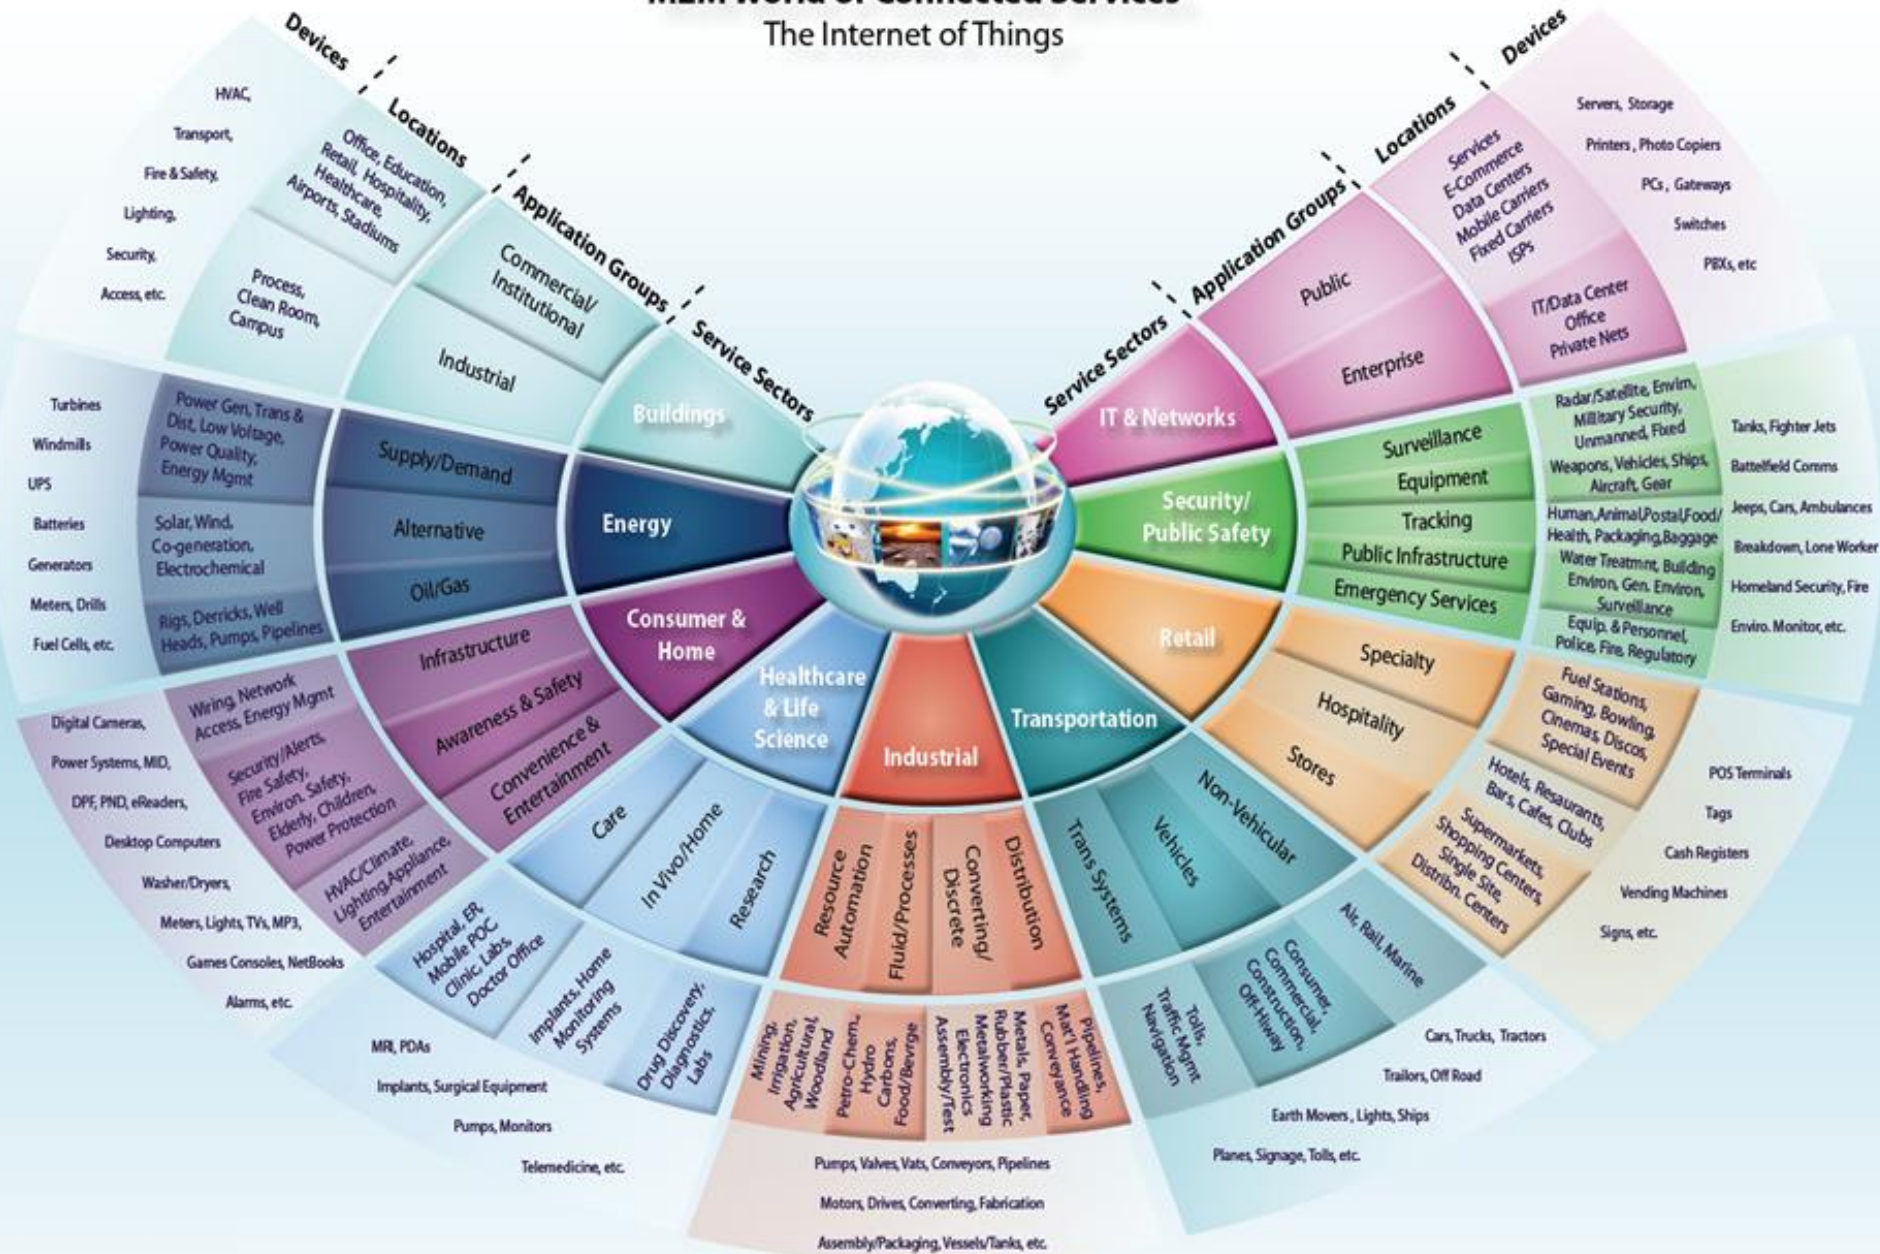 M2M World of Connected Services
The Internet of Things
Devices
Locations
Application Groups
Service Sectors
Service Sectors
Application Groups
Locations
Devices
HVAC,
Transport,
Fire & Safety,
Lighting,
Security,
Access, etc.
Office, Education,
Retail, Hospitality,
Healthcare,
Airports, Stadiums
Process,
Clean Room,
Campus
Commercial/
Institutional
Industrial
Buildings
Turbines
Windmills
UPS
Batteries
Generators
Meters, Drills
Fuel Cells, etc.
Power Gen, Trans &
Dist, Low Voltage,
Power Quality,
Energy Mgmt
Solar, Wind,
Co-generation,
Electrochemical
Rigs, Derricks, Well
Heads, Pumps, Pipelines
Supply/Demand
Alternative
Oil/Gas
Energy
Digital Cameras,
Power Systems, MID,
DPF, PND, eReaders,
Desktop Computers
Washer/Dryers,
Meters, Lights, TVs, MP3,
Games Consoles, NetBooks
Alarms, etc.
Wiring, Network
Access, Energy Mgmt
Security/Alerts,
Fire Safety,
Environ. Safety,
Elderly, Children,
Power Protection
HVAC/Climate,
Lighting,Appliance,
Entertainment
Infrastructure
Awareness & Safety
Convenience &
Entertainment
Consumer &
Home
MRI, PDAs
Implants, Surgical Equipment
Pumps, Monitors
Telemedicine, etc.
Hospital, ER,
Mobile POC
Clinic, Labs,
Doctor Office
Implants, Home
Monitoring
Systems
Drug Discovery,
Diagnostics,
Labs
Care
In Vivo/Home
Research
Healthcare
& Life
Science
Industrial
Resource
Automation
Fluid/Processes
Converting/
Discrete
Distribution
Mining,
Irrigation,
Agricultural,
Woodland
Petro-Chem.,
Hydro
Carbons,
Food/Bevrge
Metals, Paper,
Rubber/Plastic
Metalworking
Electronics
Assembly/Test
Pipelines,
Mat'l Handling
Conveyance
Pumps, Valves, Vats, Conveyors, Pipelines
Motors, Drives, Converting, Fabrication
Assembly/Packaging, Vessels/Tanks, etc.
Transportation
Trans Systems
Vehicles
Non-Vehicular
Tolls,
Traffic Mgmt
Navigation
Consumer,
Commercial,
Construction,
Off-Hiway
Air, Rail, Marine
Cars, Trucks, Tractors
Trailors, Off Road
Earth Movers, Lights, Ships
Planes, Signage, Tolls, etc.
Retail
Specialty
Hospitality
Stores
Fuel Stations,
Gaming, Bowling,
Cinemas, Discos,
Special Events
Hotels, Resaurants,
Bars, Cafes, Clubs
Supermarkets,
Shopping Centers,
Single Site,
Distribn. Centers
POS Terminals
Tags
Cash Registers
Vending Machines
Signs, etc.
Security/
Public Safety
Surveillance
Equipment
Tracking
Public Infrastructure
Emergency Services
Radar/Satellite, Envirn,
Millitary Security,
Unmanned, Fixed
Weapons, Vehicles, Ships,
Aircraft, Gear
Human,Animal,Postal,Food/
Health, Packaging,Baggage
Water Treatmnt, Building
Environ, Gen. Environ,
Surveillance
Equip. & Personnel,
Police, Fire, Regulatory
Tanks, Fighter Jets
Battelfield Comms
Jeeps, Cars, Ambulances
Breakdown, Lone Worker
Homeland Security, Fire
Enviro. Monitor, etc.
IT & Networks
Public
Enterprise
Services
E-Commerce
Data Centers
Mobile Carriers
Fixed Carriers
ISPs
IT/Data Center
Office
Private Nets
Servers, Storage
Printers, Photo Copiers
PCs, Gateways
Switches
PBXs, etc